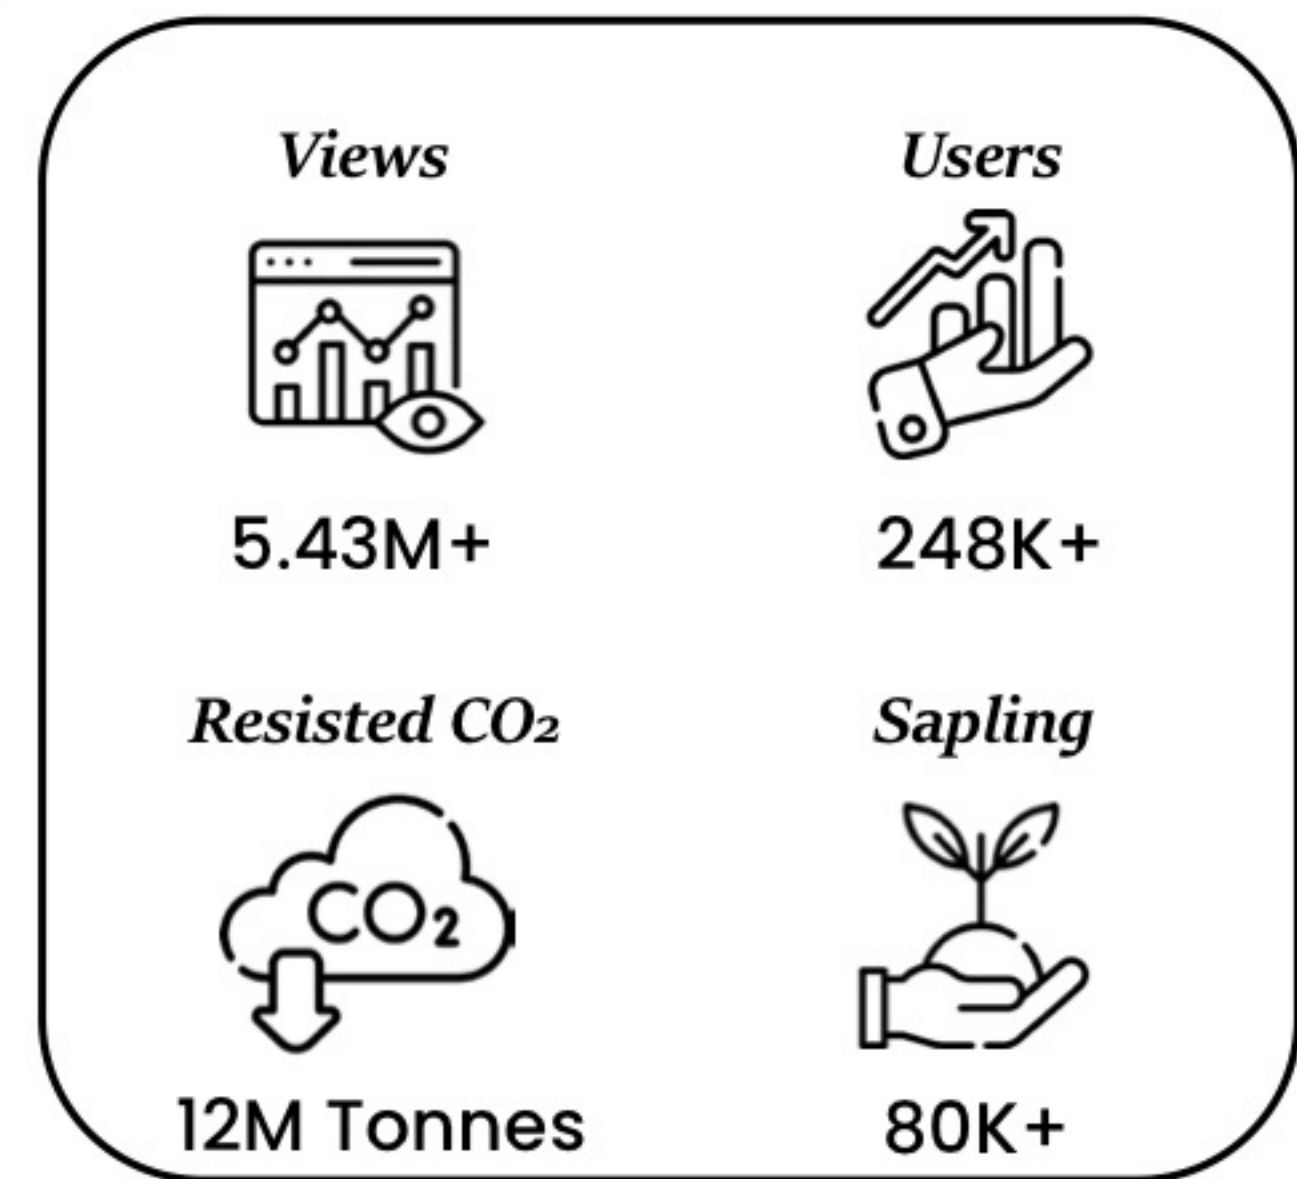 Views
Users
5.43M+
248K+
Resisted CO2
Sapling
CO2
12M Tonnes
80K+